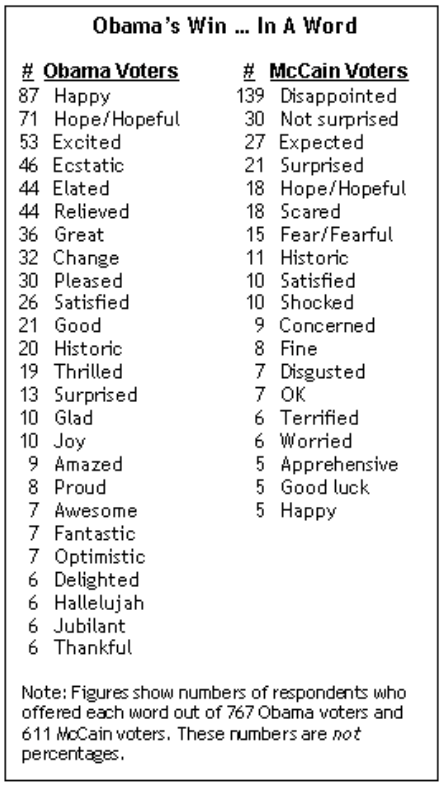 Obama's Win ... In A Word
# Obama Voters # McCain Voters
87 Happy 139 Disappointed
71 Hope/Hopeful 30 Not surprised
53 Excited 27 Expected
46 Ecstatic 21 Surprised
44 Elated 18 Hope/Hopeful
44 Relieved 18 Scared
36 Great 15 Fear/Fearful
32 Change 11 Historic
30 Pleased 10 Satisfied
26 Satisfied 10 Shocked
21 Good 9 Concerned
20 Historic 8 Fine
19 Thrilled 7 Disgusted
13 Surprised 7 OK
10 Glad 6 Terrified
10 Joy 6 Worried
9 Amazed 5 Apprehensive
8 Proud 5 Good luck
7 Awesome 5 Happy
7 Fantastic
7 Optimistic
6 Delighted
6 Hallelujah
6 Jubilant
6 Thankful
Note: Figures show numbers of respondents who
offered each word out of 767 Obama voters and
611 McCain voters. These numbers are not
percentages.